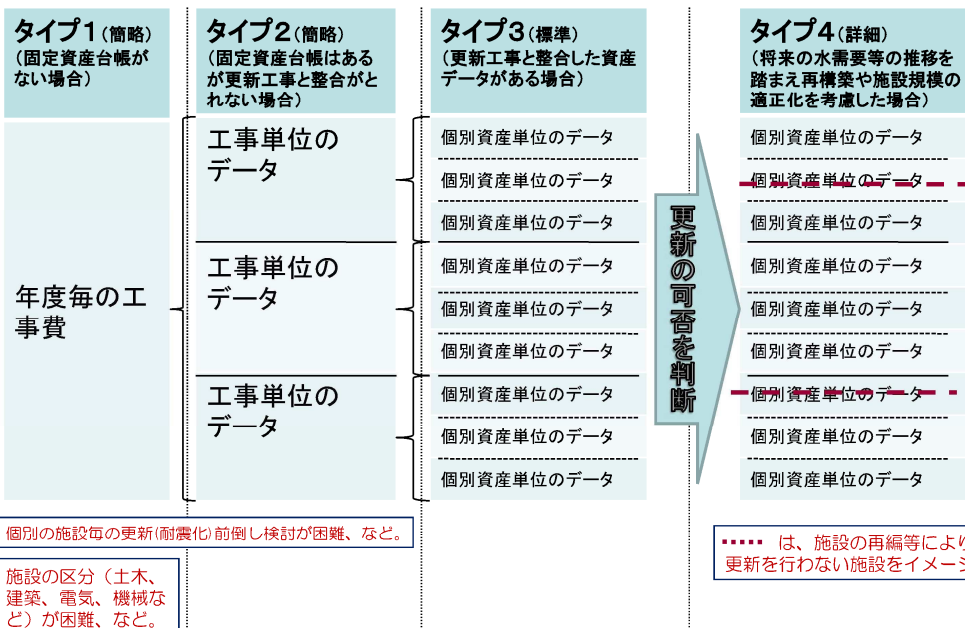 タイプ1(簡略)
(固定資産台帳が
ない場合)
タイプ2(簡略)
(固定資産台帳はある
が更新工事と整合がと
れない場合)
タイプ3(標準)
(更新工事と整合した資産
データがある場合)
タイプ4(詳細)
(将来の水需要等の推移を
踏まえ再構築や施設規模の
適正化を考慮した場合)
年度毎の工
事費
工事単位の
データ
工事単位の
データ
工事単位の
データ
個別資産単位のデータ
個別資産単位のデータ
個別資産単位のデータ
個別資産単位のデータ
個別資産単位のデータ
個別資産単位のデータ
個別資産単位のデータ
個別資産単位のデータ
個別資産単位のデータ
更新の可否を判断
個別資産単位のデータ
個別資産単位のデータ
個別資産単位のデータ
個別資産単位のデータ
個別資産単位のデータ
個別資産単位のデータ
個別資産単位のデータ
個別資産単位のデータ
個別資産単位のデータ
個別の施設毎の更新(耐震化)前倒し検討が困難、など。
施設の区分(土木、
建築、電気、機械な
ど)が困難、など。
は、施設の再編等により
更新を行わない施設をイメージ